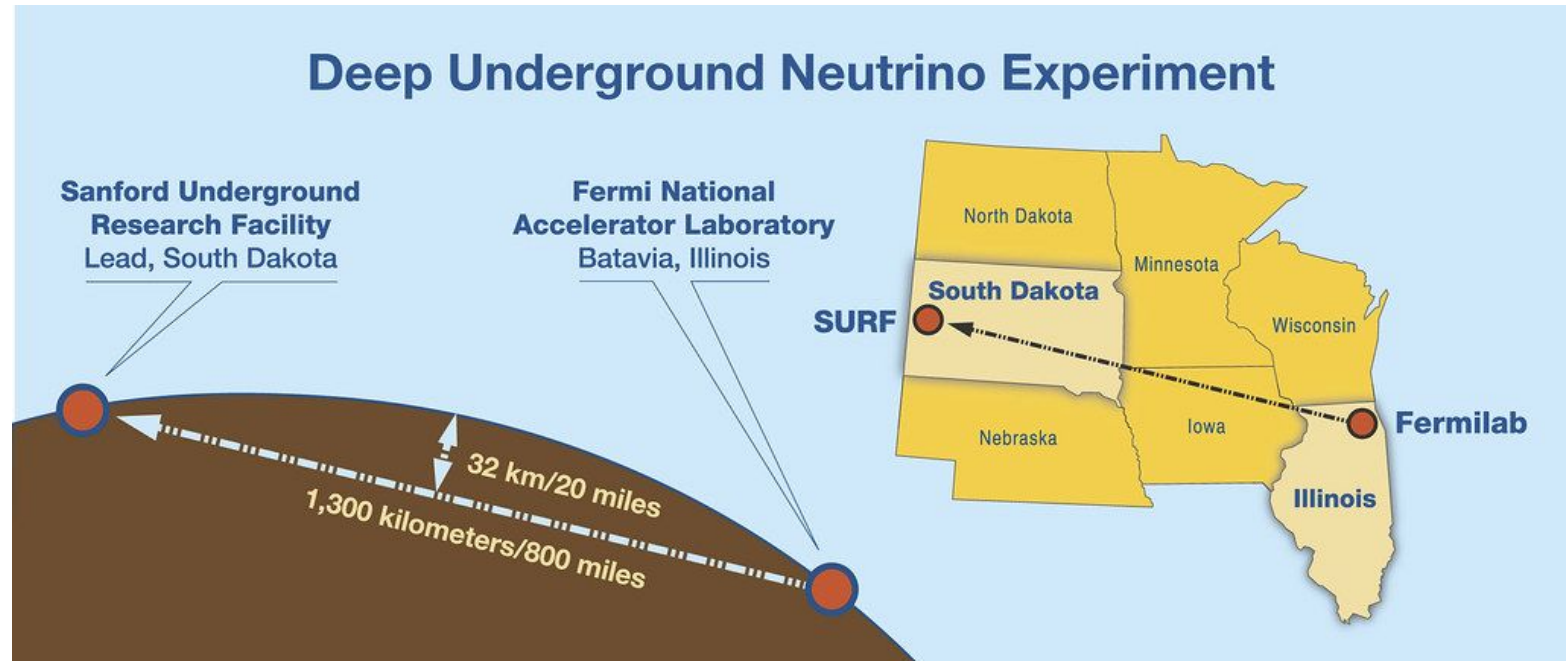 Deep Underground Neutrino Experiment
Sanford Underground
Research Facility
Lead, South Dakota
Fermi National
Accelerator Laboratory
Batavia, Illinois
32 km/20 miles
1,300 kilometers/800 miles
North Dakota
Minnesota
South Dakota
SURF
Wisconsin
Nebraska
Iowa
Fermilab
Illinois